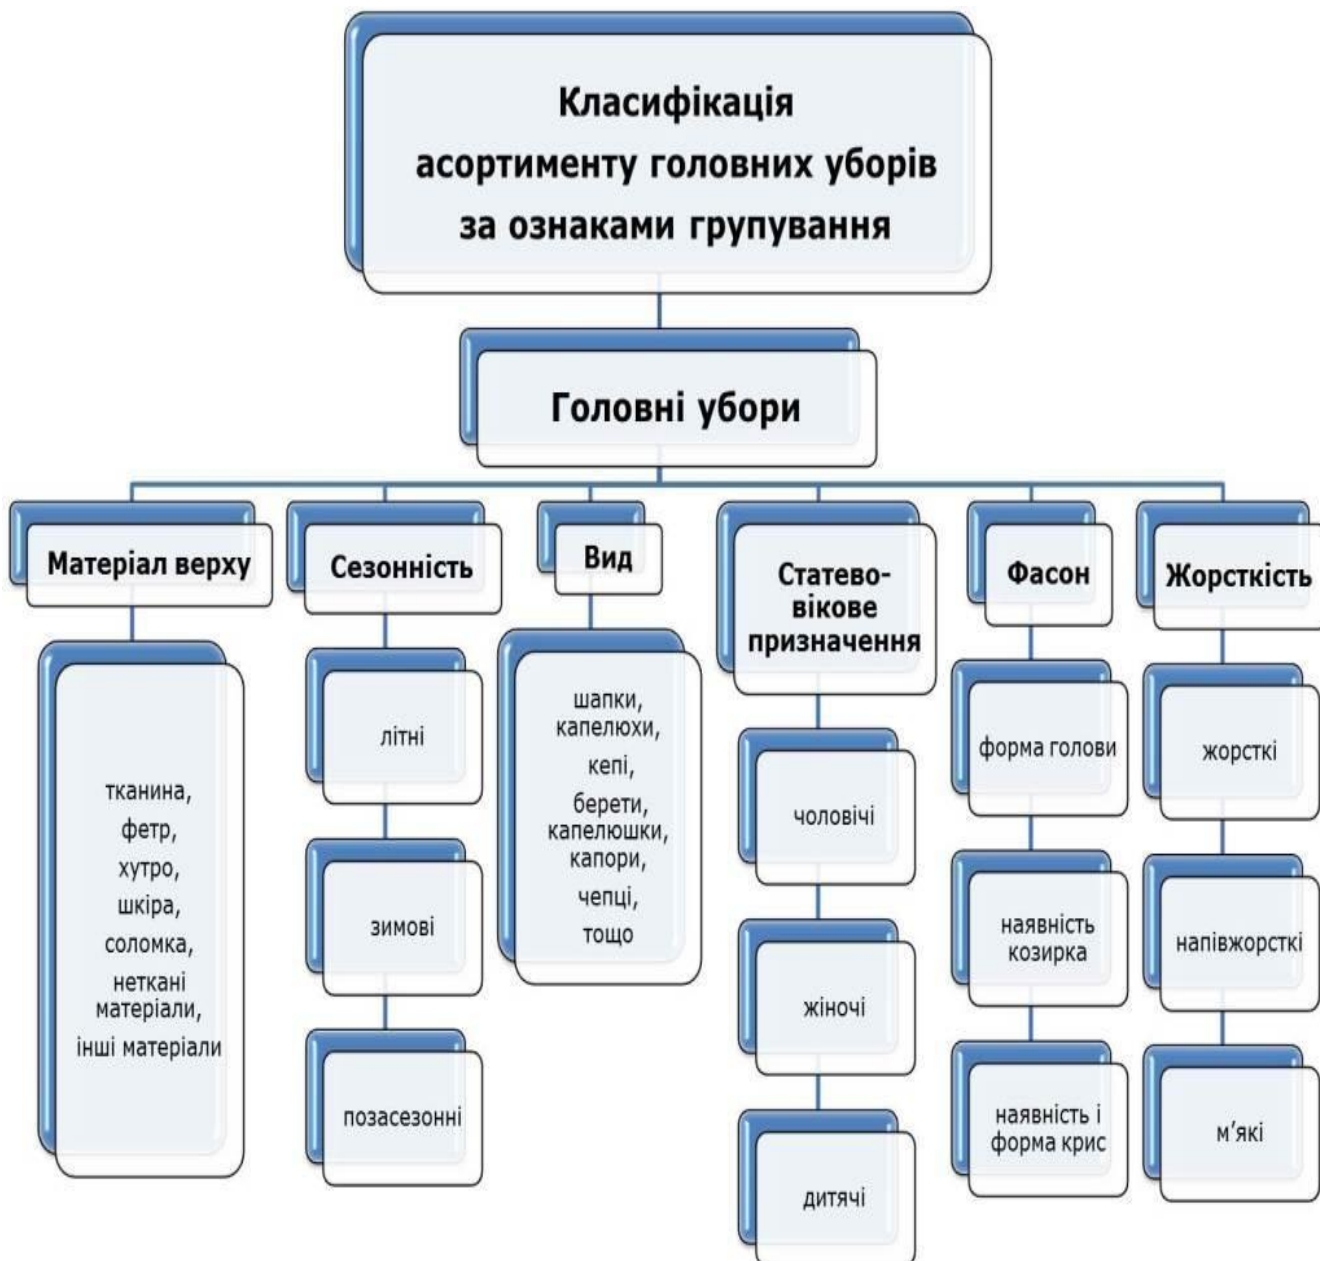 Класифікація
асортименту головних уборів
за ознаками групування
Головні убори
Матеріал верху
тканина,
фетр,
хутро,
шкіра,
соломка,
неткані
матеріали,
інші матеріали
Сезонність
літні
зимові
позасезонні
Вид
шапки,
капелюхи,
кепі,
берети,
капелюшки,
капори,
чепці,
тощо
Статево-
вікове
призначення
чоловічі
жіночі
дитячі
Фасон
форма голови
наявність
козирка
наявність і
форма крис
Жорсткість
жорсткі
напівжорсткі
м’які